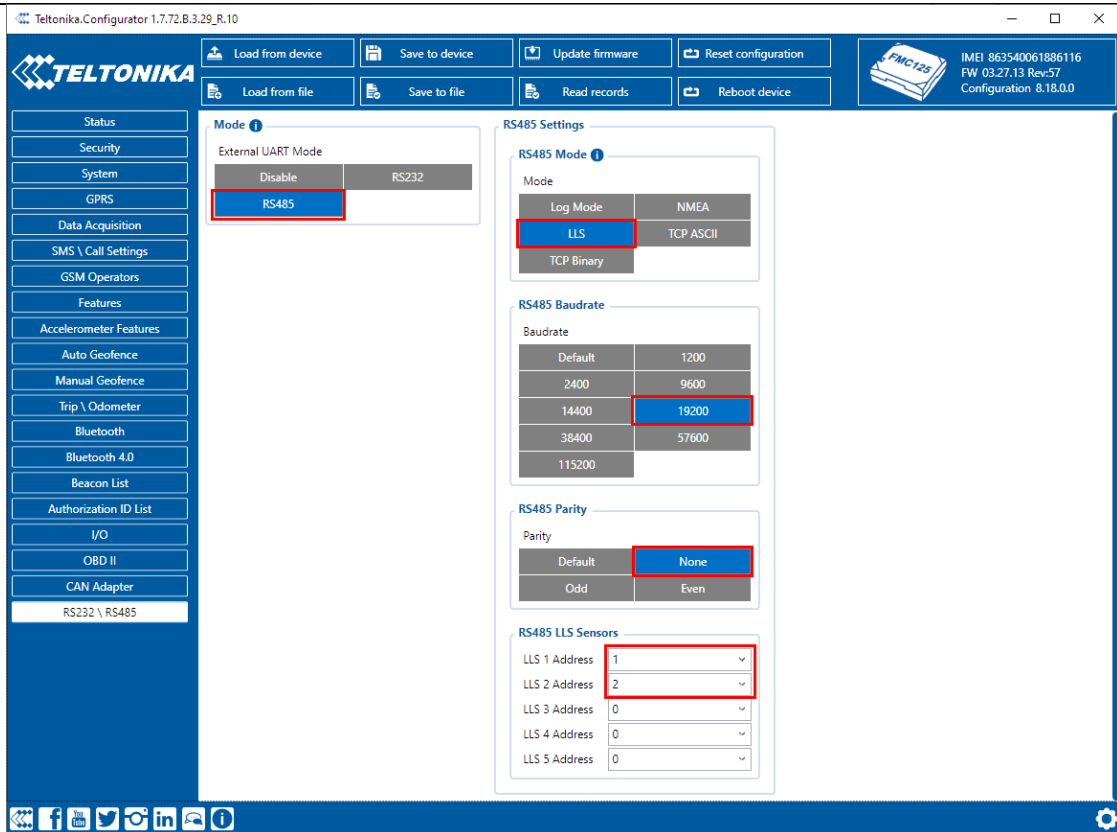 Teltonika.Configurator 1.7.72.B.3.29_R.10
TELTONIKA
Load from device
Save to device
Update firmware
Reset configuration
Load from file
Save to file
Read records
Reboot device
FMC125
IMEI 863540061886116
FW 03.27.13 Rev:57
Configuration 8.18.0.0
Status
Security
System
GPRS
Data Acquisition
SMS \ Call Settings
GSM Operators
Features
Accelerometer Features
Auto Geofence
Manual Geofence
Trip \ Odometer
Bluetooth
Bluetooth 4.0
Beacon List
Authorization ID List
I/O
OBD II
CAN Adapter
RS232 \ RS485
Mode
External UART Mode
Disable RS232
RS485
RS485 Settings
RS485 Mode
Mode
Log Mode NMEA
LLS TCP ASCII
TCP Binary
RS485 Baudrate
Baudrate
Default 1200
2400 9600
14400 19200
38400 57600
115200
RS485 Parity
Parity
Default None
Odd Even
RS485 LLS Sensors
LLS 1 Address 1
LLS 2 Address 2
LLS 3 Address 0
LLS 4 Address 0
LLS 5 Address 0